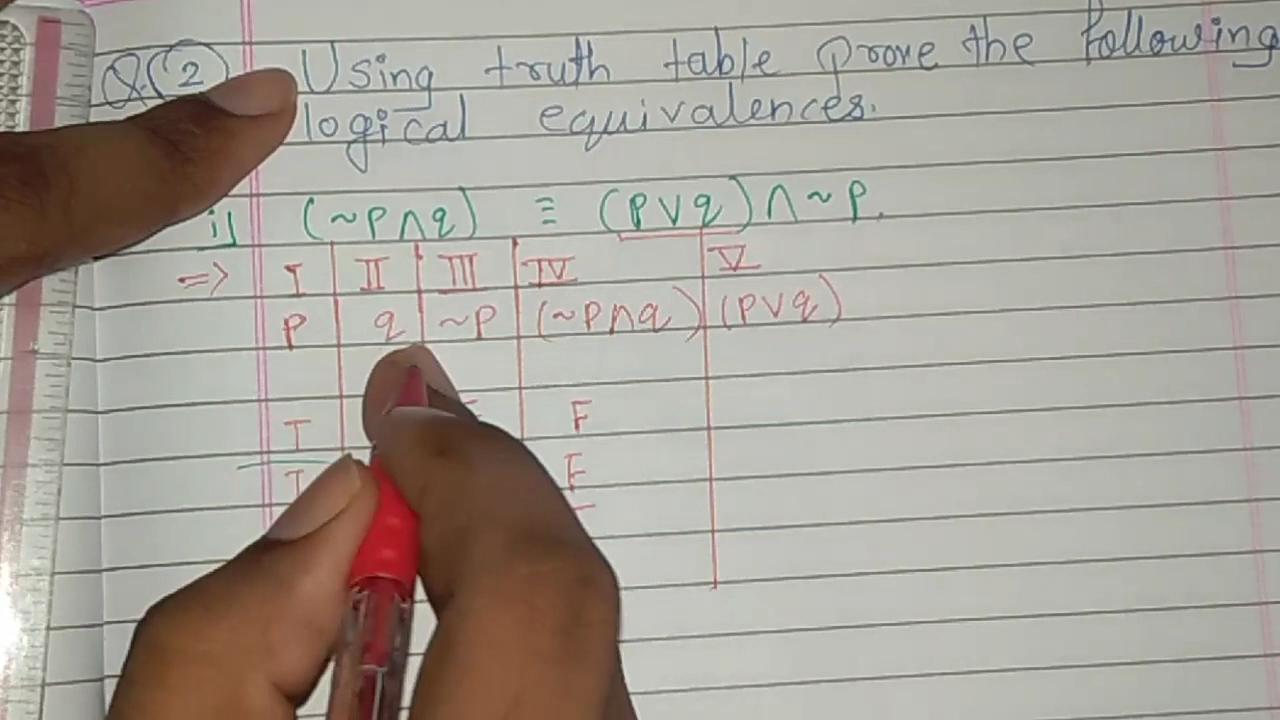 Q(2) Using truth table prove the following
logical equivalences.
i] (~p∧q) ≡ (p∨q)∧~p.
=> I II III IV V
p q ~p (~p∧q) (p∨q)
T F
T F